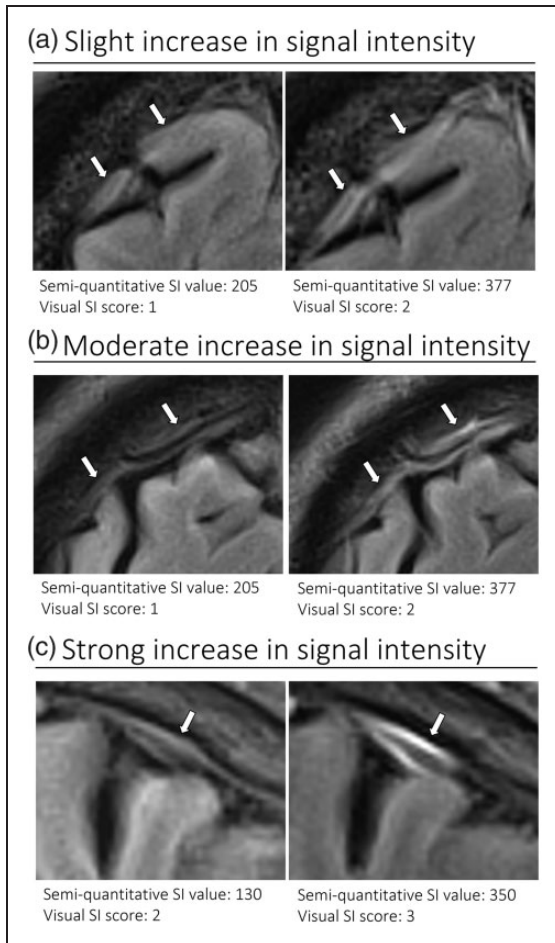 (a) Slight increase in signal intensity
Semi-quantitative SI value: 205
Visual SI score: 1
Semi-quantitative SI value: 377
Visual SI score: 2
(b) Moderate increase in signal intensity
Semi-quantitative SI value: 205
Visual SI score: 1
Semi-quantitative SI value: 377
Visual SI score: 2
(c) Strong increase in signal intensity
Semi-quantitative SI value: 130
Visual SI score: 2
Semi-quantitative SI value: 350
Visual SI score: 3